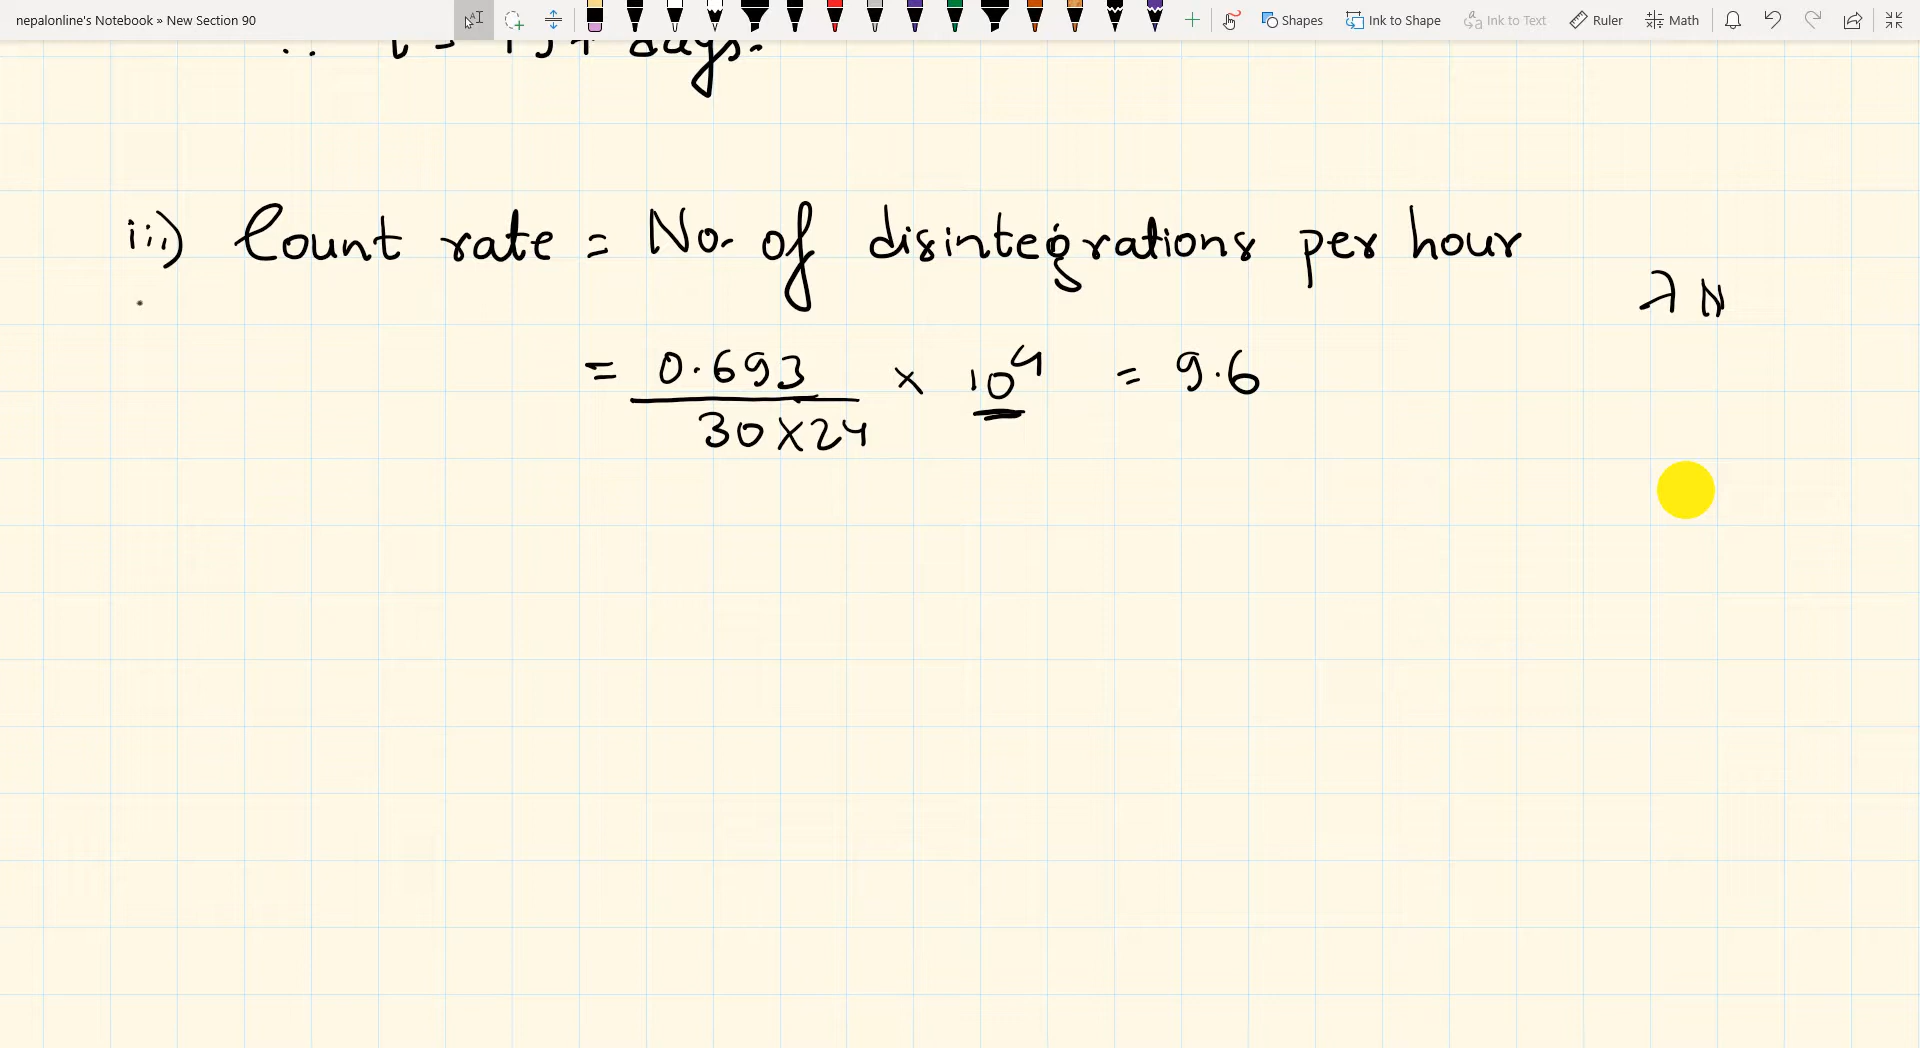 nepalonline's Notebook » New Section 90
Shapes
Ink to Shape
Ink to Text
Ruler
Math
days.
iii) Count rate = No. of disintegrations per hour
λ N
= 0.693 / 30×24 × 10⁴ = 9.6